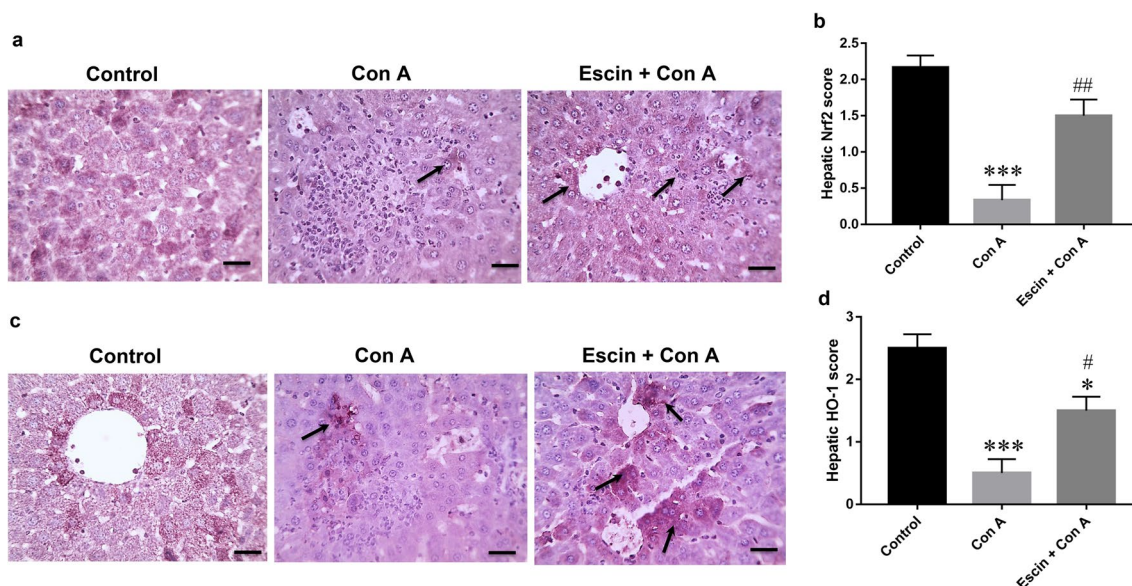 a
Control
Con A
Escin + Con A
b
Hepatic Nrf2 score
2.5
2.0
1.5
1.0
0.5
0.0
***
##
Control
Con A
Escin + Con A
c
Control
Con A
Escin + Con A
d
Hepatic HO-1 score
3
2
1
0
***
#
*
Control
Con A
Escin + Con A